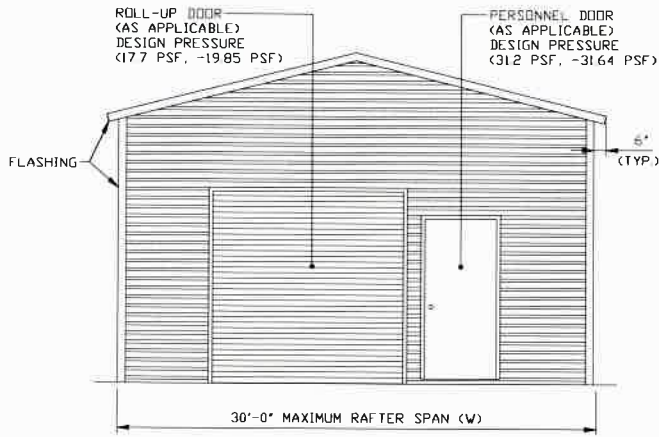 ROLL-UP DOOR
(AS APPLICABLE)
DESIGN PRESSURE
(17.7 PSF, -19.85 PSF)
PERSONNEL DOOR
(AS APPLICABLE)
DESIGN PRESSURE
(31.2 PSF, -31.64 PSF)
FLASHING
6"
(TYP.)
30'-0" MAXIMUM RAFTER SPAN (W)